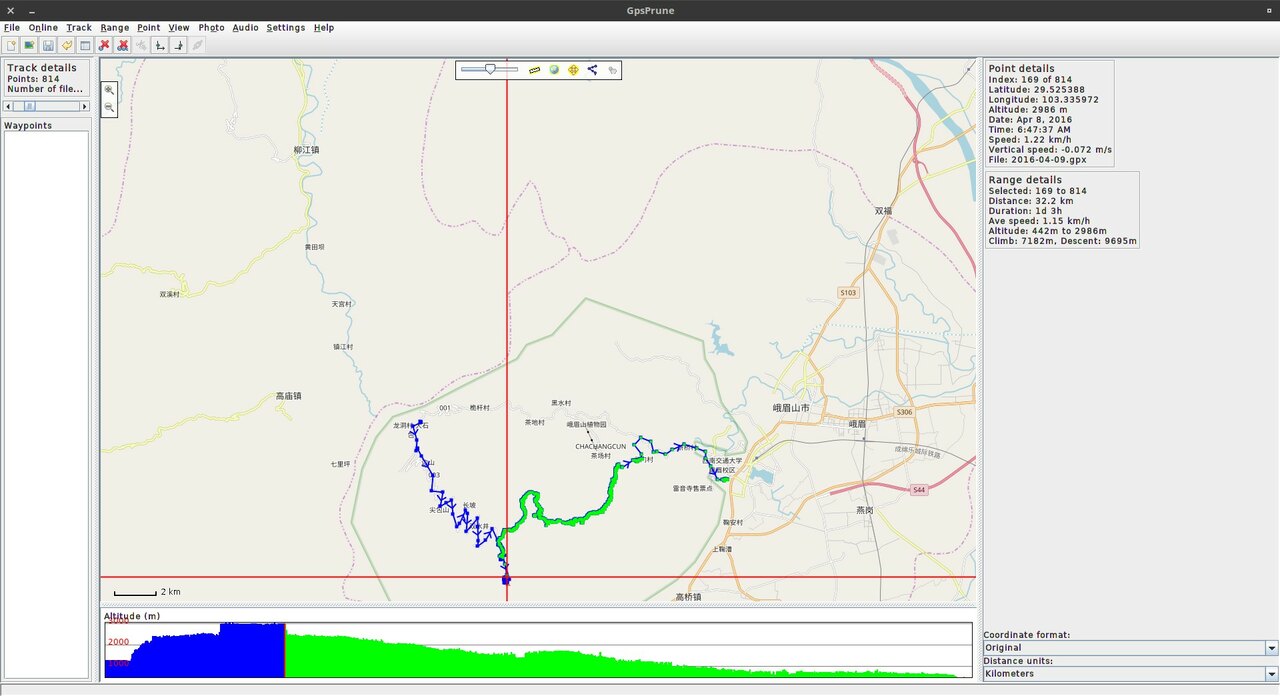 GpsPrune
File Online Track Range Point View Photo Audio Settings Help
Track details
Points: 814
Number of file...
Waypoints
柳江镇
双福
黄田坝
双溪村
天宫村
S103
镇江村
高庙镇
001
桅杆村
黑水村
峨眉山市
S306
茶地村
峨眉山植物园
峨眉
龙洞村
CHACHANGCUN
茶场村
成绵乐城际铁路
七里坪
南交通大学
眉校区
雷音寺售票点
S44
长坡
尖包山
燕岗
鞠安村
上鞠漕
高桥镇
2 km
Altitude (m)
3000
2000
1000
Point details
Index: 169 of 814
Latitude: 29.525388
Longitude: 103.335972
Altitude: 2986 m
Date: Apr 8, 2016
Time: 6:47:37 AM
Speed: 1.22 km/h
Vertical speed: -0.072 m/s
File: 2016-04-09.gpx
Range details
Selected: 169 to 814
Distance: 32.2 km
Duration: 1d 3h
Ave speed: 1.15 km/h
Altitude: 442m to 2986m
Climb: 7182m, Descent: 9695m
Coordinate format:
Original
Distance units:
Kilometers